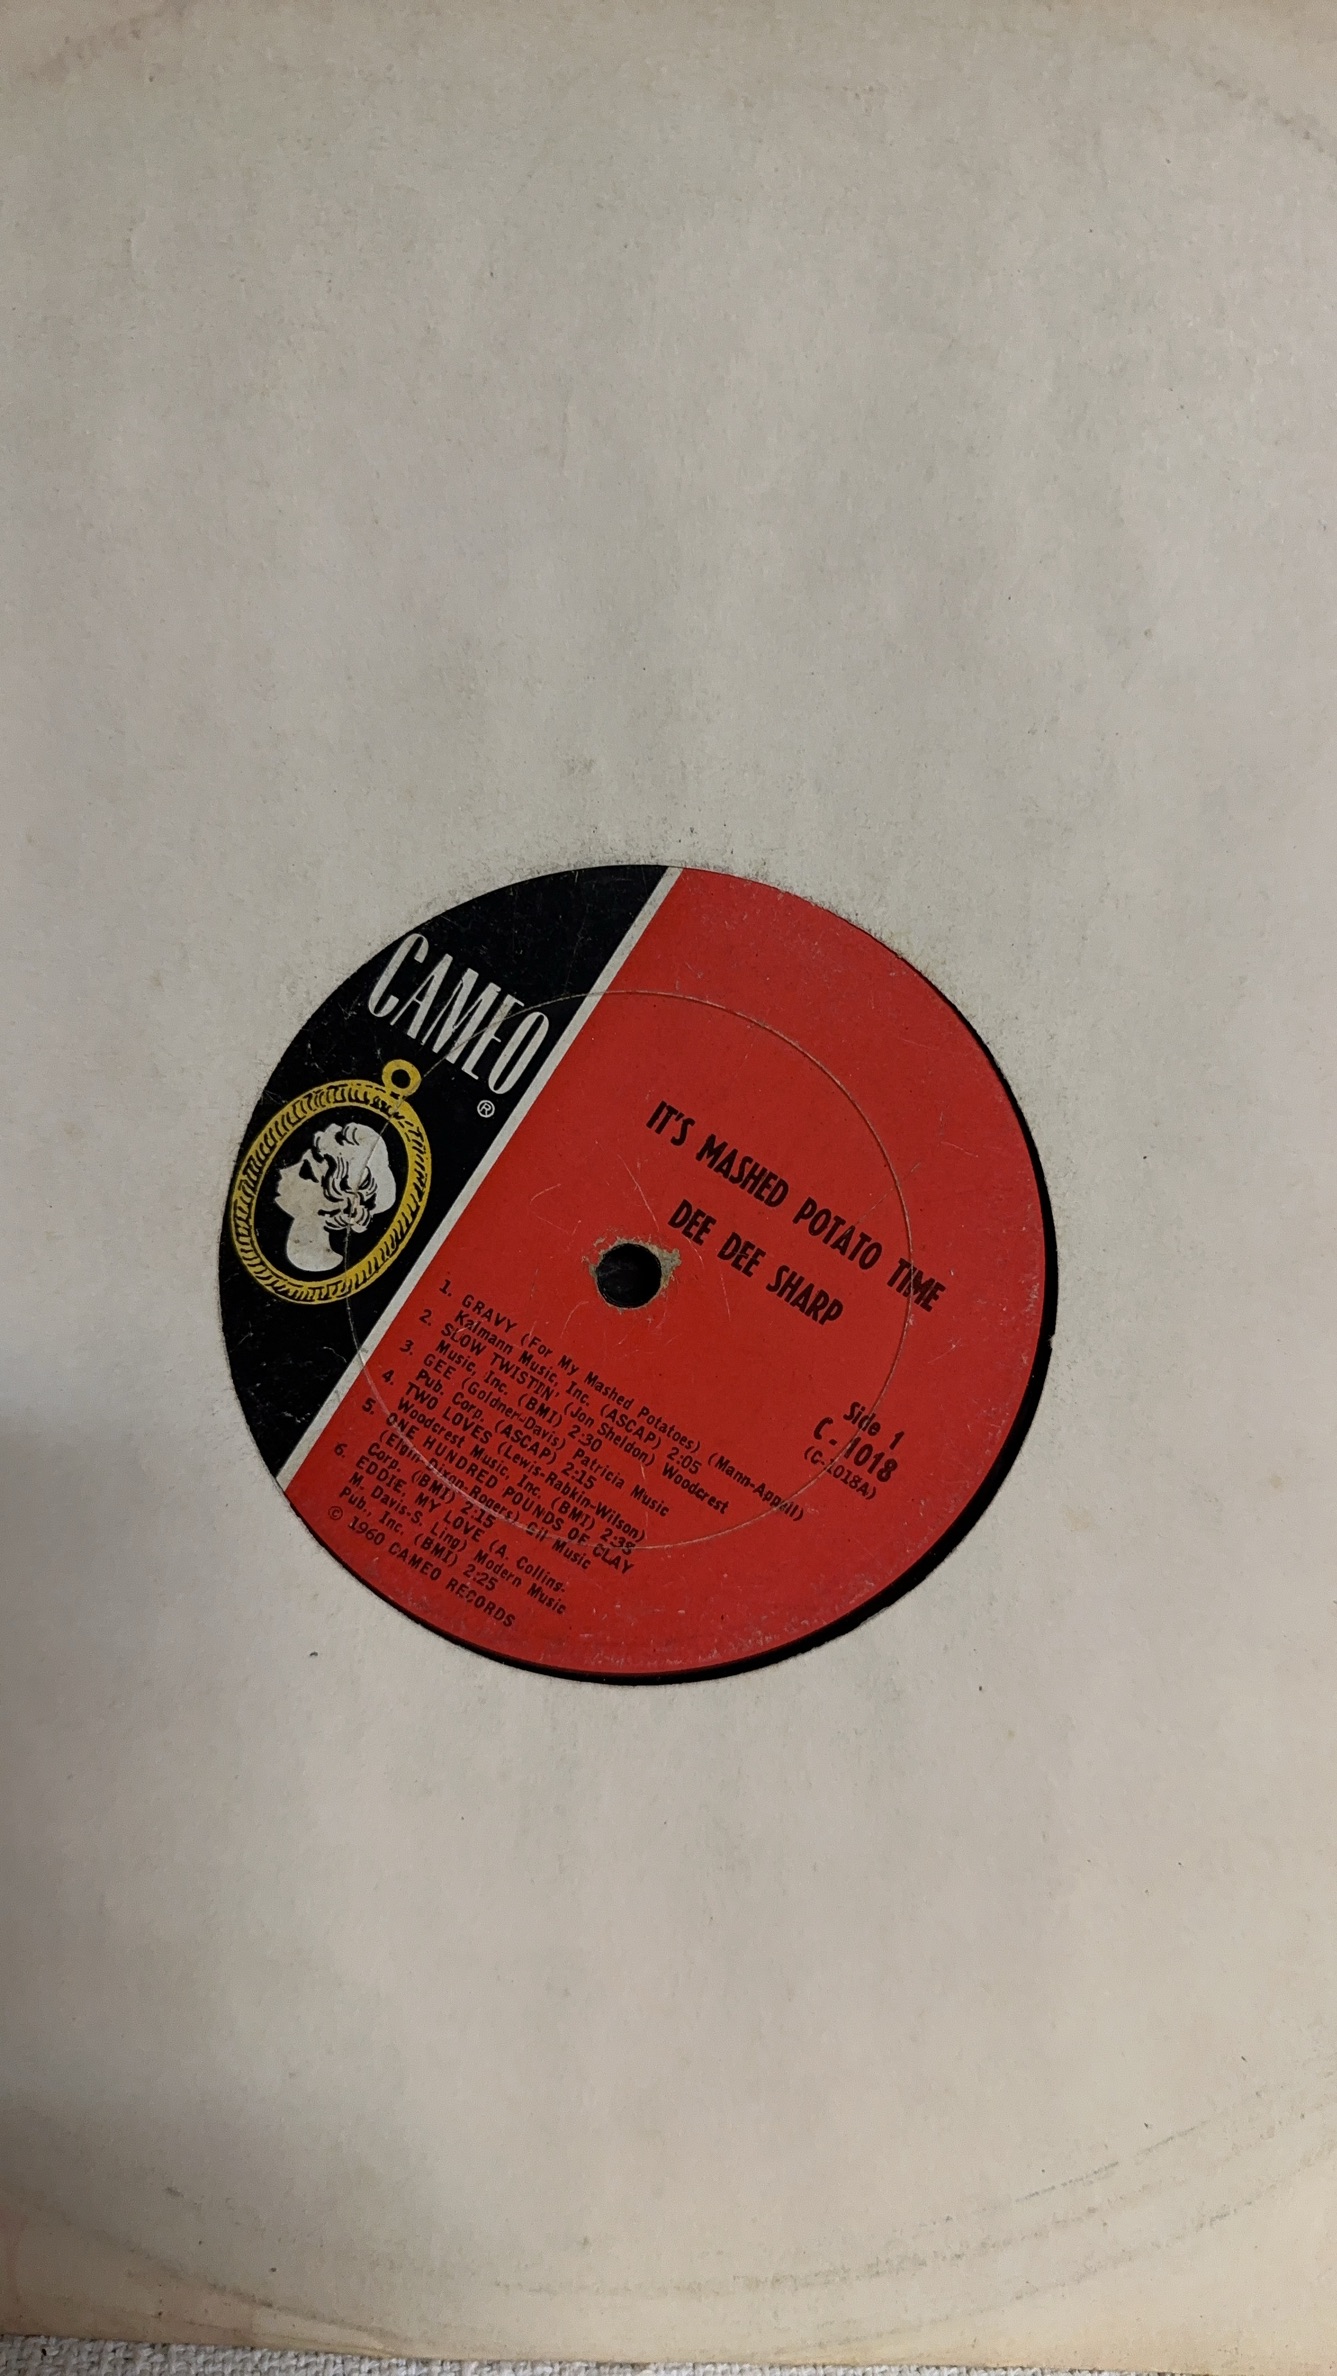 CAMEO
®
IT'S MASHED POTATO TIME
DEE DEE SHARP
Side 1
C-1018
(C-1018A)
1. GRAVY (For My Mashed Potatoes) (Mann-Appell)
Kalmann Music, Inc. (ASCAP) 2:05
2. SLOW TWISTIN' (Jon Sheldon) Woodcrest
Music, Inc. (BMI) 2:30
3. GEE (Goldner-Davis) Patricia Music
Pub. Corp. (ASCAP) 2:15
4. TWO LOVES (Lewis-Rabkin-Wilson)
Woodcrest Music, Inc. (BMI) 2:38
5. ONE HUNDRED POUNDS OF CLAY
(Elgin-Dixon-Rogers) Gil Music
Corp. (BMI) 2:15
6. EDDIE, MY LOVE (A. Collins-
M. Davis-S. Ling) Modern Music
Pub., Inc. (BMI) 2:25
© 1960 CAMEO RECORDS